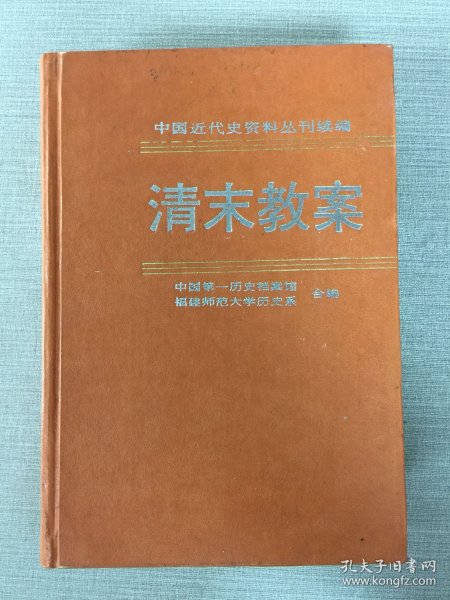 中国近代史资料丛刊续编
清末教案
中国第一历史档案馆
福建师范大学历史系
合编
孔夫子旧书网
www.kongfz.com